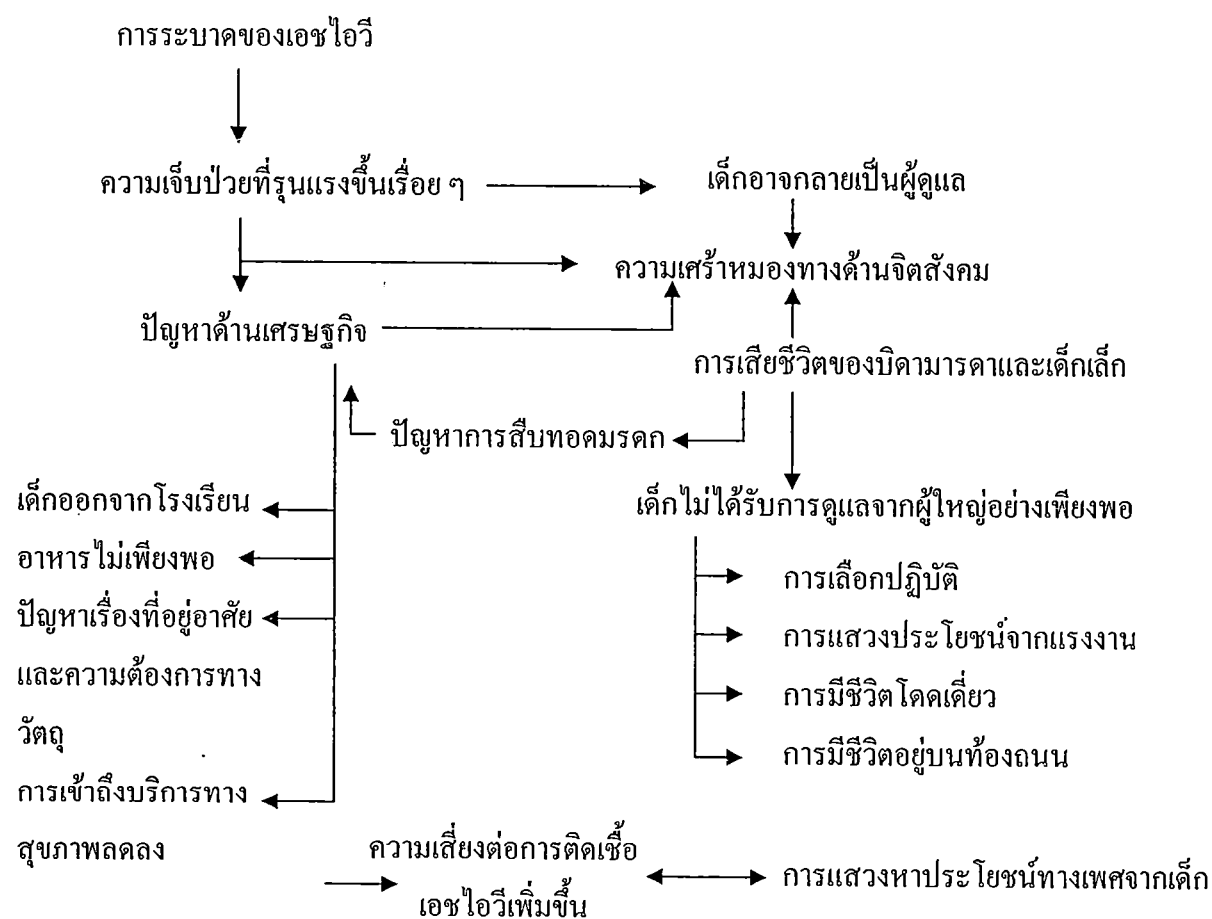 การระบาดของเอชไอวี
ความเจ็บป่วยที่รุนแรงขึ้นเรื่อย ๆ
เด็กอาจกลายเป็นผู้ดูแล
ความเศร้าหมองทางด้านจิตสังคม
ปัญหาด้านเศรษฐกิจ
การเสียชีวิตของบิดามารดาและเด็กเล็ก
ปัญหาการสืบทอดมรดก
เด็กออกจากโรงเรียน
อาหารไม่เพียงพอ
ปัญหาเรื่องที่อยู่อาศัย
และความต้องการทาง
วัตถุ
การเข้าถึงบริการทาง
สุขภาพลดลง
เด็กไม่ได้รับการดูแลจากผู้ใหญ่อย่างเพียงพอ
การเลือกปฏิบัติ
การแสวงประโยชน์จากแรงงาน
การมีชีวิตโดดเดี่ยว
การมีชีวิตอยู่บนท้องถนน
ความเสี่ยงต่อการติดเชื้อ
เอชไอวีเพิ่มขึ้น
การแสวงหาประโยชน์ทางเพศจากเด็ก